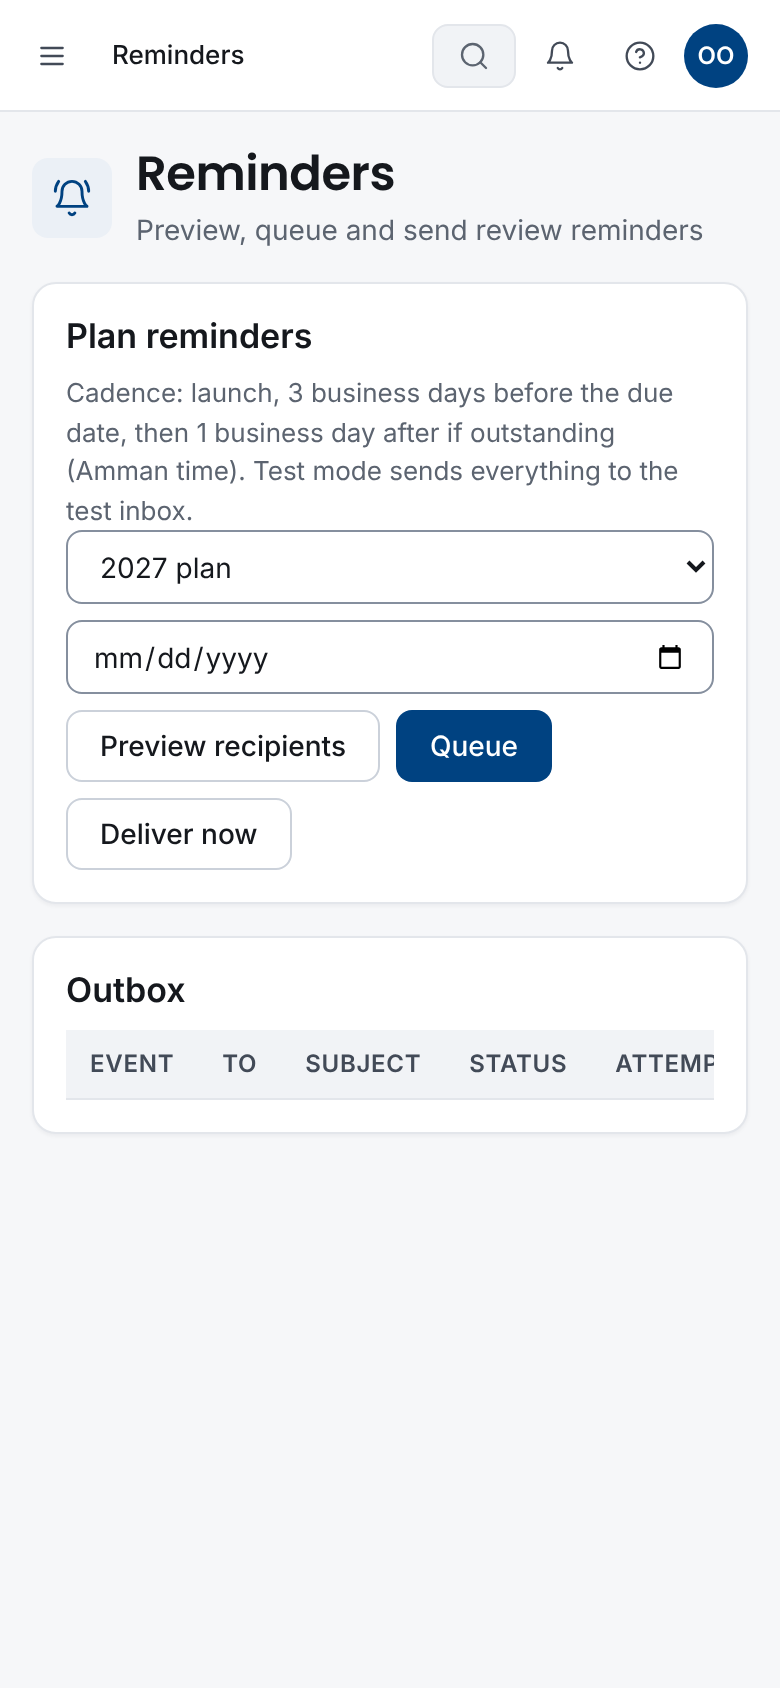 Reminders
OO
Reminders
Preview, queue and send review reminders
Plan reminders
Cadence: launch, 3 business days before the due
date, then 1 business day after if outstanding
(Amman time). Test mode sends everything to the
test inbox.
2027 plan
mm/dd/yyyy
Preview recipients
Queue
Deliver now
Outbox
EVENT TO SUBJECT STATUS ATTEMP